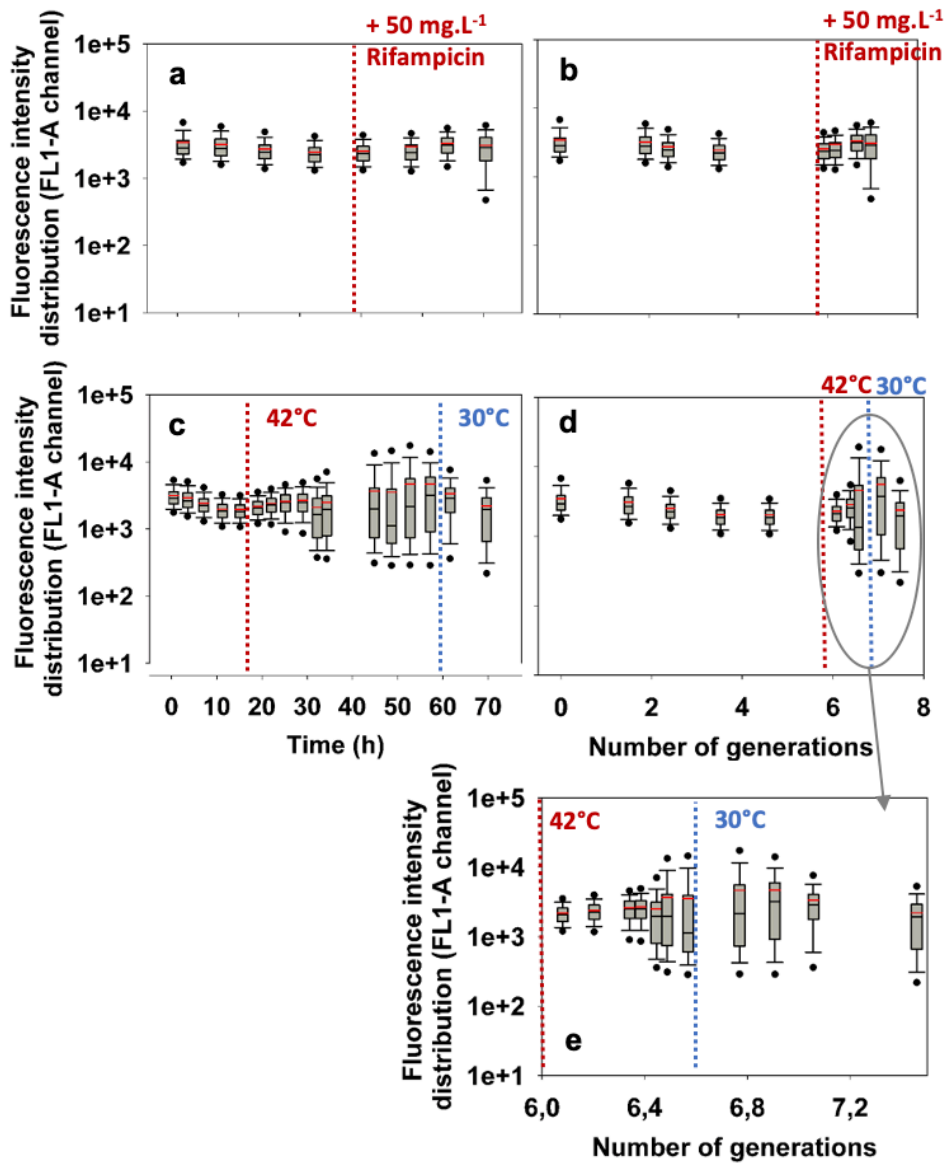 + 50 mg.L-1
Rifampicin
+ 50 mg.L-1
Rifampicin
Fluorescence intensity
distribution (FL1-A channel)
1e+5
1e+4
1e+3
1e+2
1e+1
a
b
Fluorescence intensity
distribution (FL1-A channel)
1e+5
1e+4
1e+3
1e+2
1e+1
c
42°C
30°C
d
42°C
30°C
0 10 20 30 40 50 60 70
Time (h)
0 2 4 6 8
Number of generations
Fluorescence intensity
distribution (FL1-A channel)
1e+5
1e+4
1e+3
1e+2
1e+1
42°C
30°C
e
6,0 6,4 6,8 7,2
Number of generations